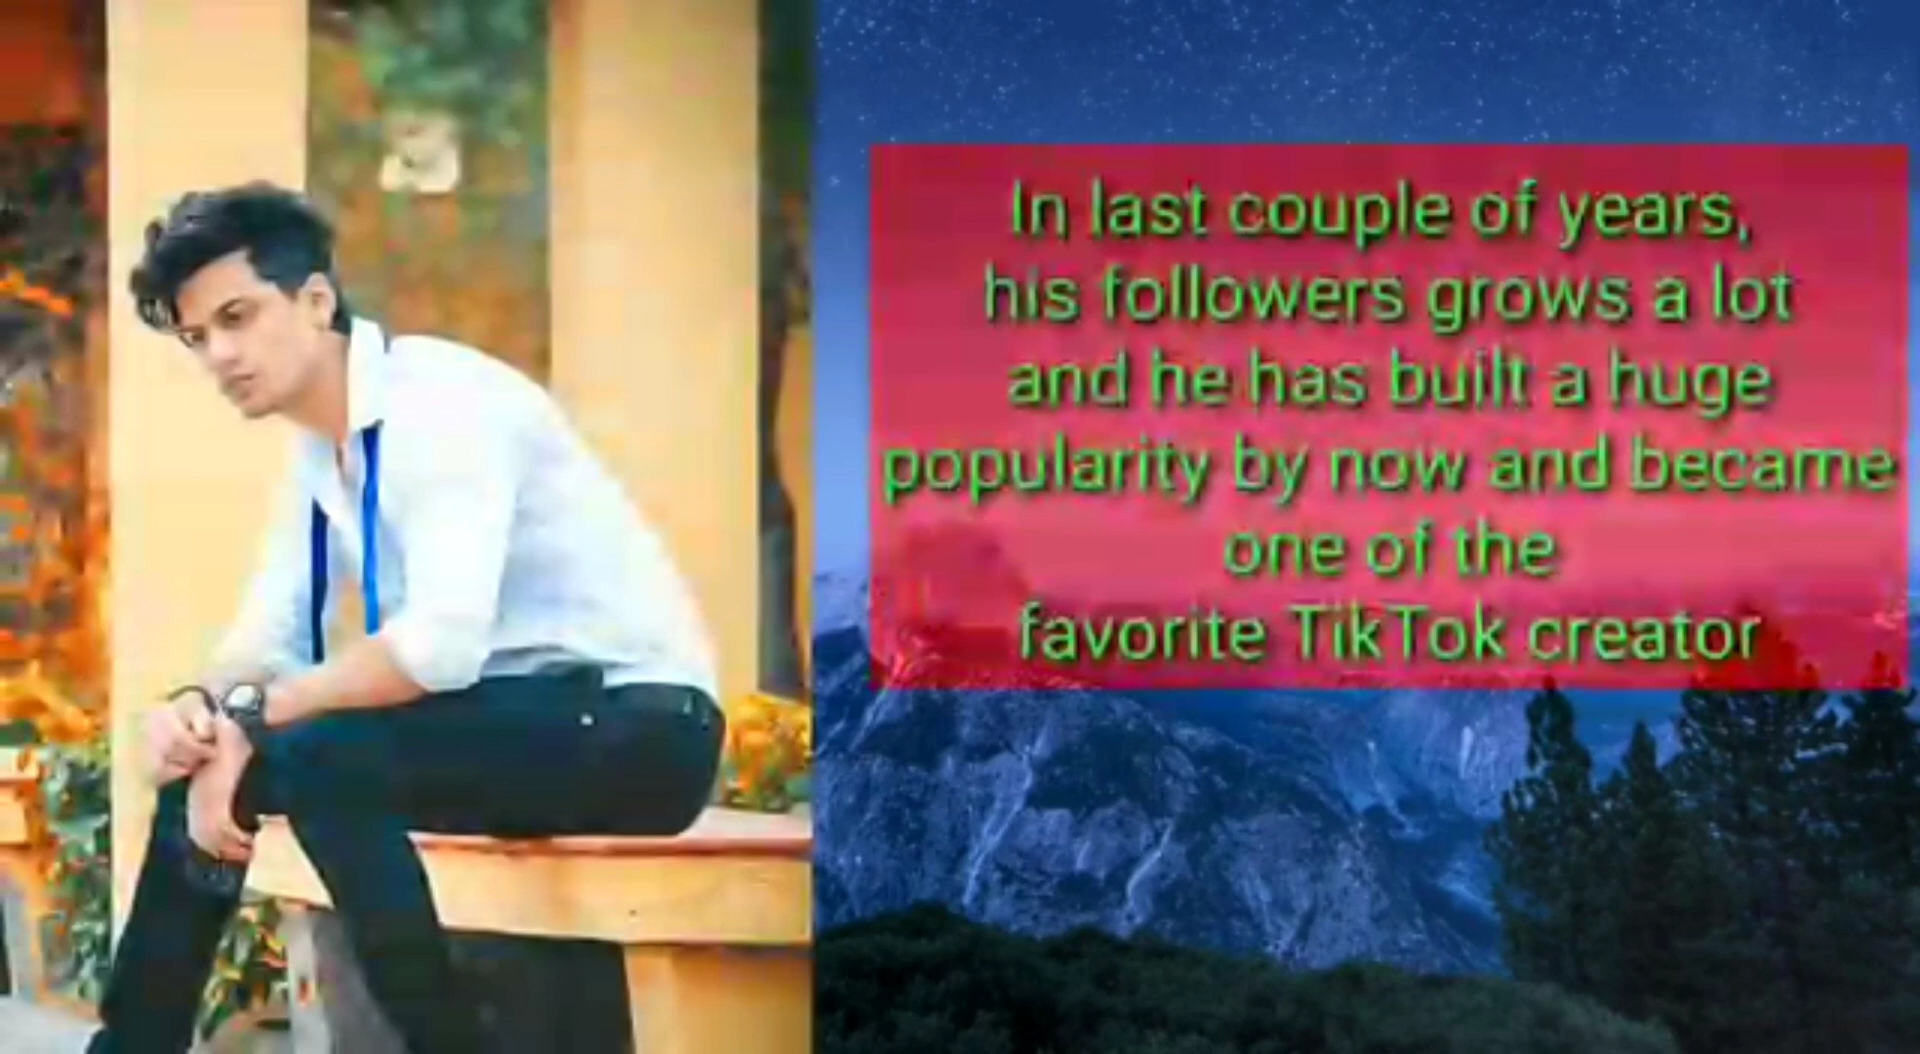 In last couple of years,
his followers grows a lot
and he has built a huge
popularity by now and became
one of the
favorite TikTok creator